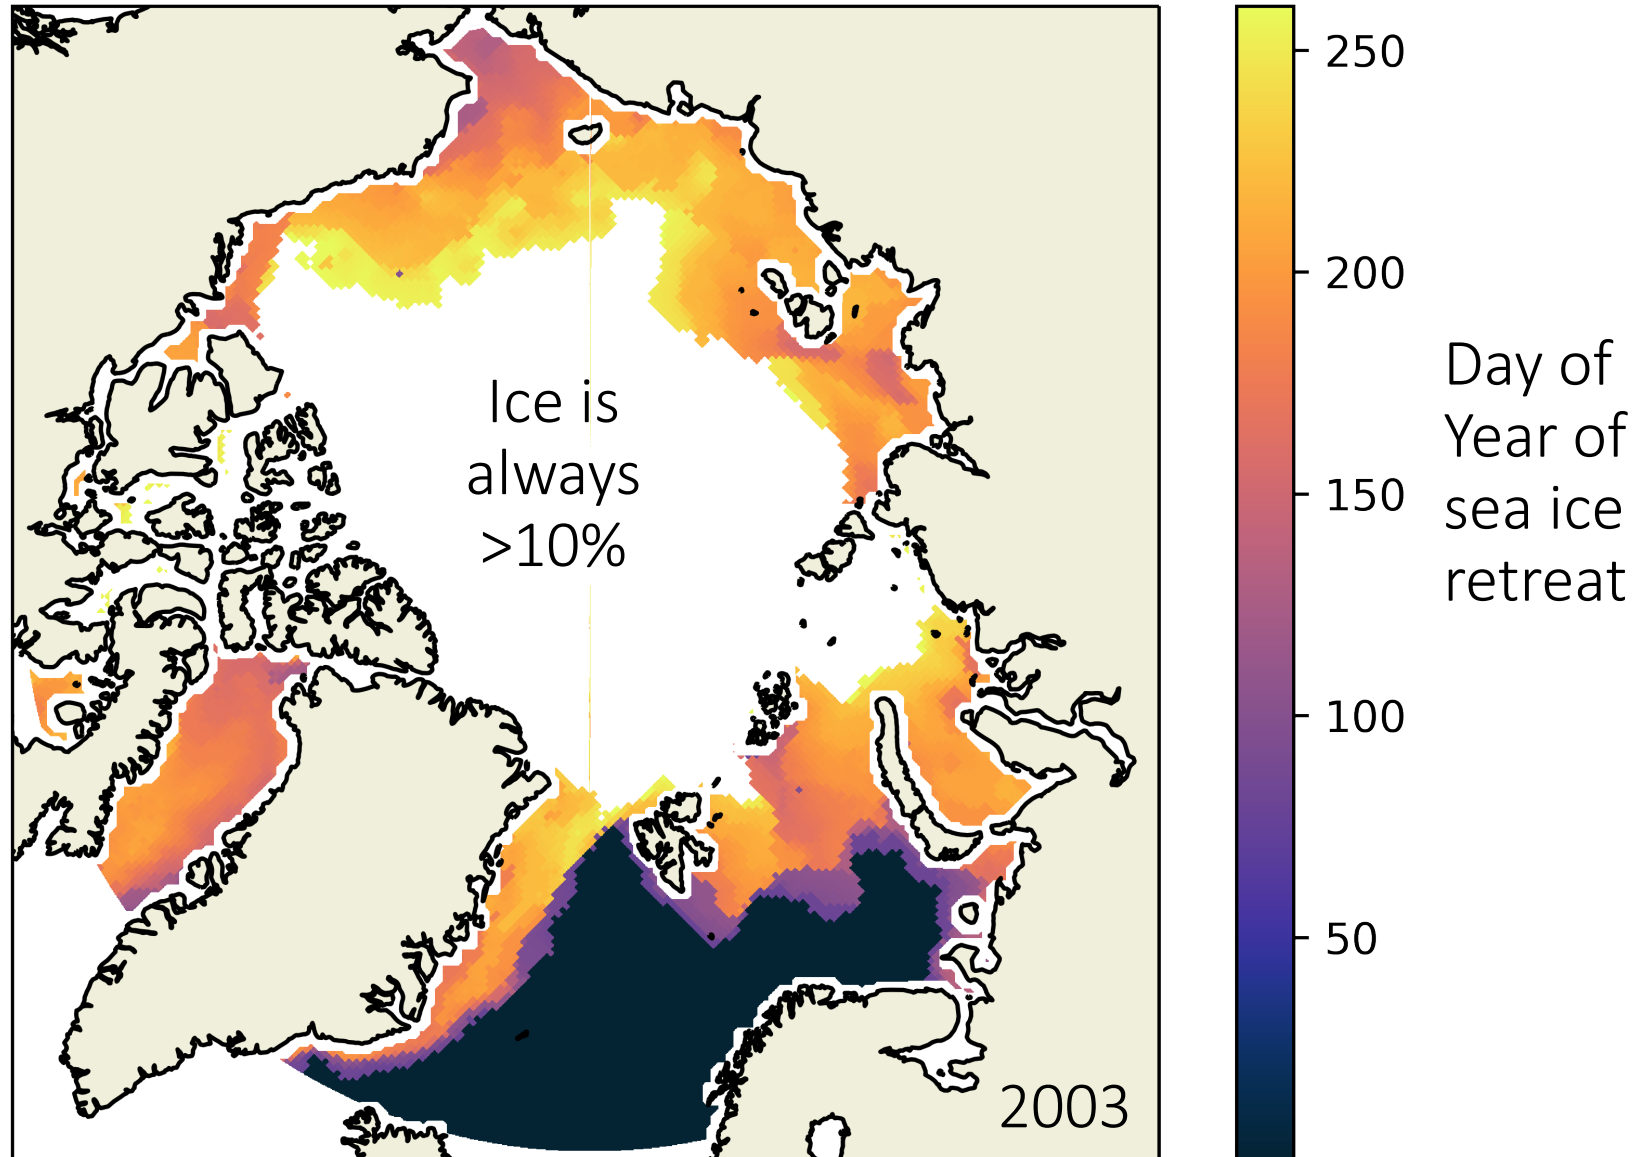 Ice is
always
>10%
2003
250
200
150
100
50
Day of
Year of
sea ice
retreat